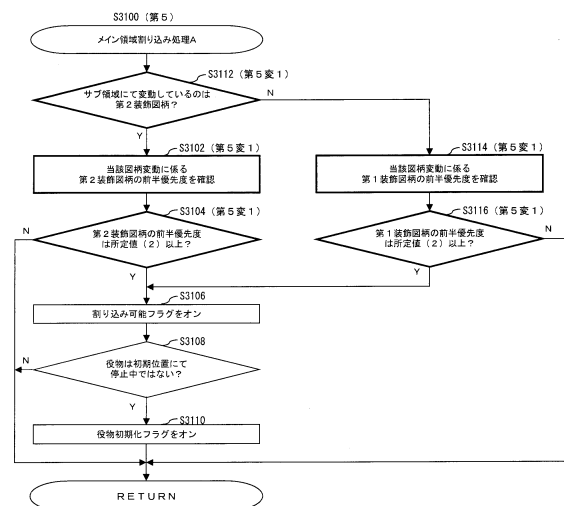 S3100（第５）
メイン領域割り込み処理A
S3112（第５変１）
サブ領域にて変動しているのは
第２装飾図柄？
N
Y
S3102（第５変１）
当該図柄変動に係る
第２装飾図柄の前半優先度を確認
S3114（第５変１）
当該図柄変動に係る
第１装飾図柄の前半優先度を確認
S3104（第５変１）
N
第２装飾図柄の前半優先度
は所定値（２）以上？
Y
S3116（第５変１）
第１装飾図柄の前半優先度
は所定値（２）以上？
N
Y
S3106
割り込み可能フラグをオン
S3108
N
役物は初期位置にて
停止中ではない？
Y
S3110
役物初期化フラグをオン
RETURN